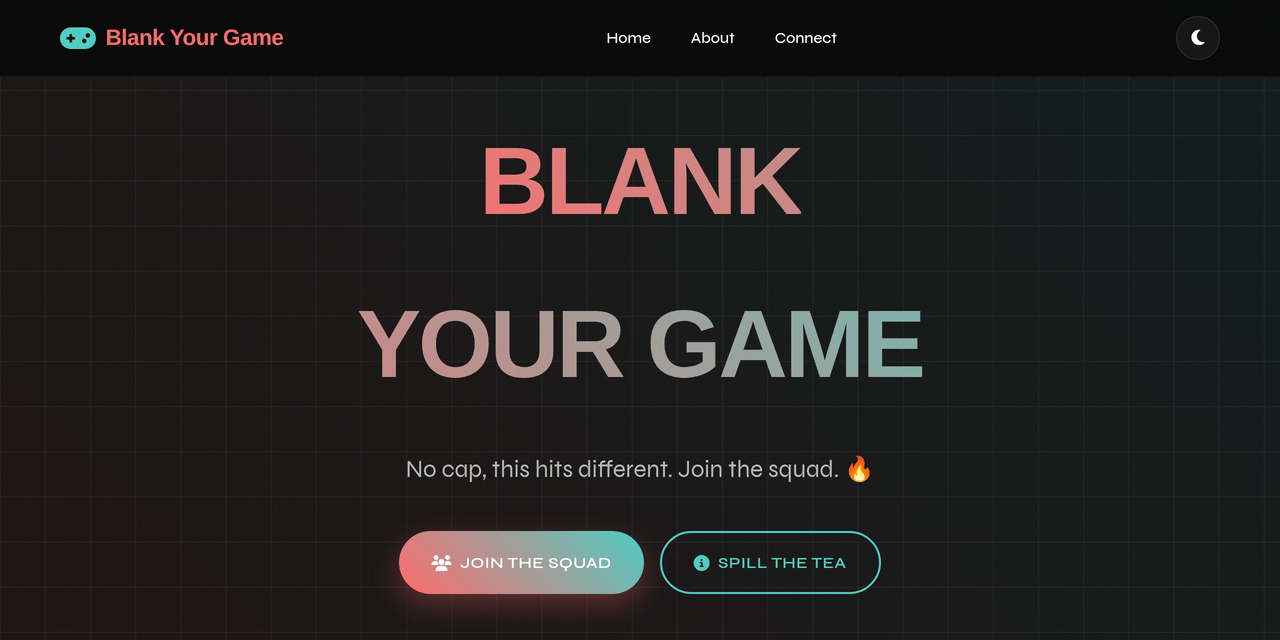 Blank Your Game
Home
About
Connect
BLANK
YOUR GAME
No cap, this hits different. Join the squad. 🔥
JOIN THE SQUAD
SPILL THE TEA